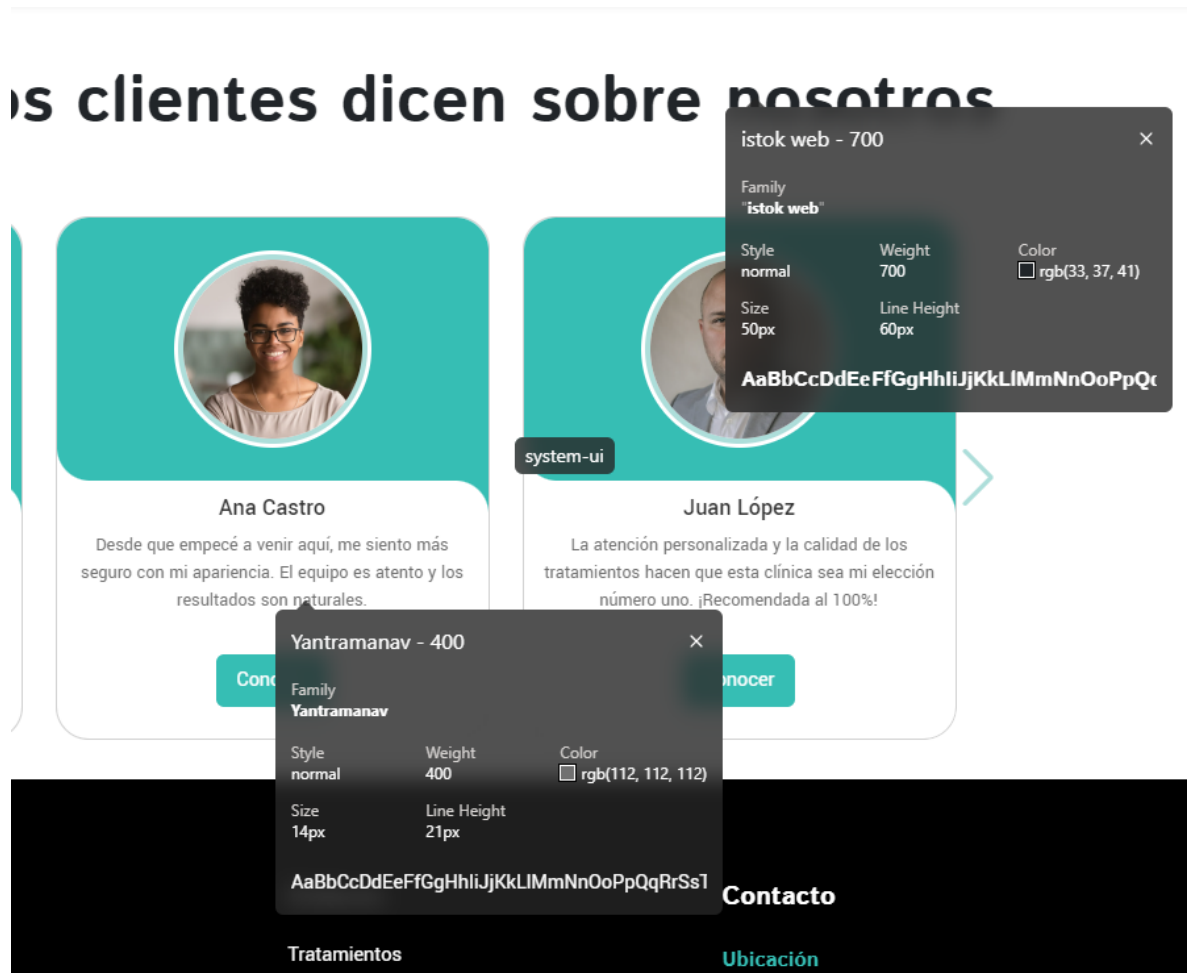 os clientes dicen sobre nosotros
istok web - 700
×
Family
"istok web"
Style Weight Color
normal 700 rgb(33, 37, 41)
Size Line Height
50px 60px
AaBbCcDdEeFfGgHhIiJjKkLlMmNnOoPpQq
system-ui
Ana Castro
Desde que empecé a venir aquí, me siento más
seguro con mi apariencia. El equipo es atento y los
resultados son naturales.
Juan López
La atención personalizada y la calidad de los
tratamientos hacen que esta clínica sea mi elección
número uno. ¡Recomendada al 100%!
Conocer
Yantramanav - 400
×
Family
Yantramanav
Style Weight Color
normal 400 rgb(112, 112, 112)
Size Line Height
14px 21px
AaBbCcDdEeFfGgHhIiJjKkLlMmNnOoPpQqRrSsT
Contacto
Tratamientos
Ubicación